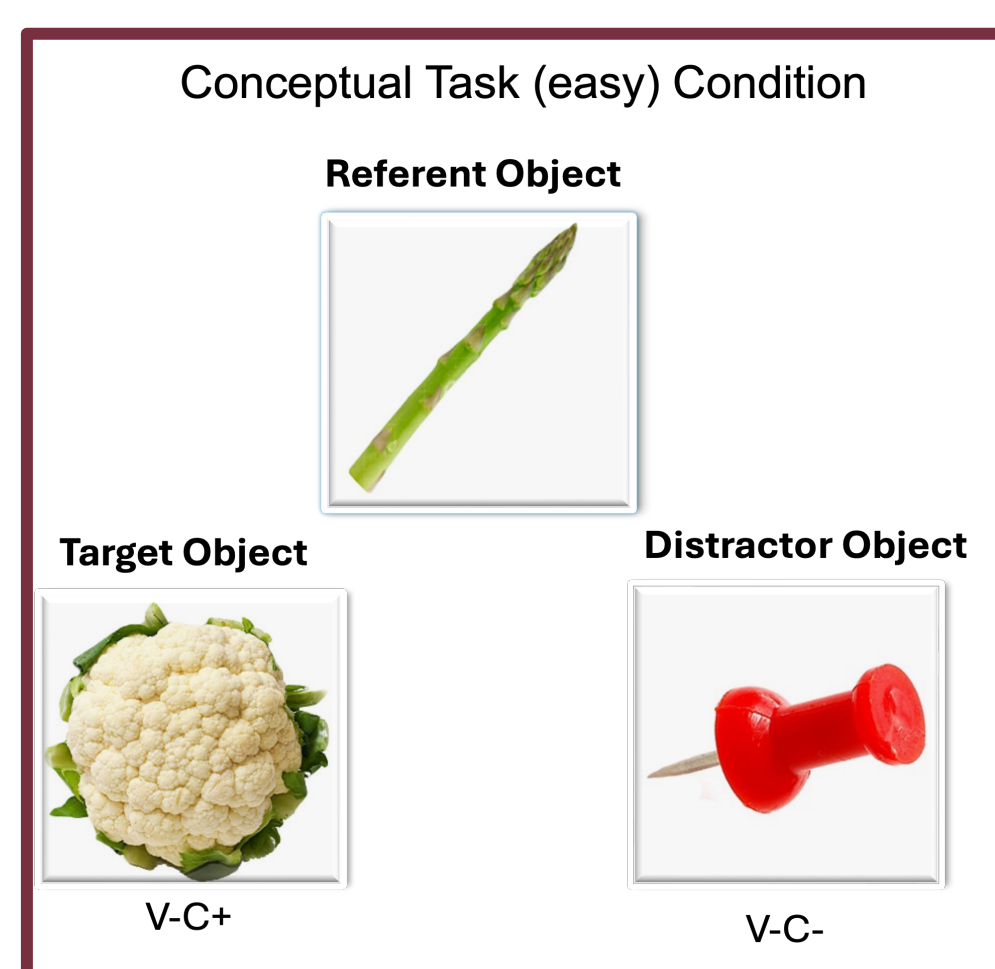 Conceptual Task (easy) Condition
Referent Object
Target Object
Distractor Object
V-C+
V-C-